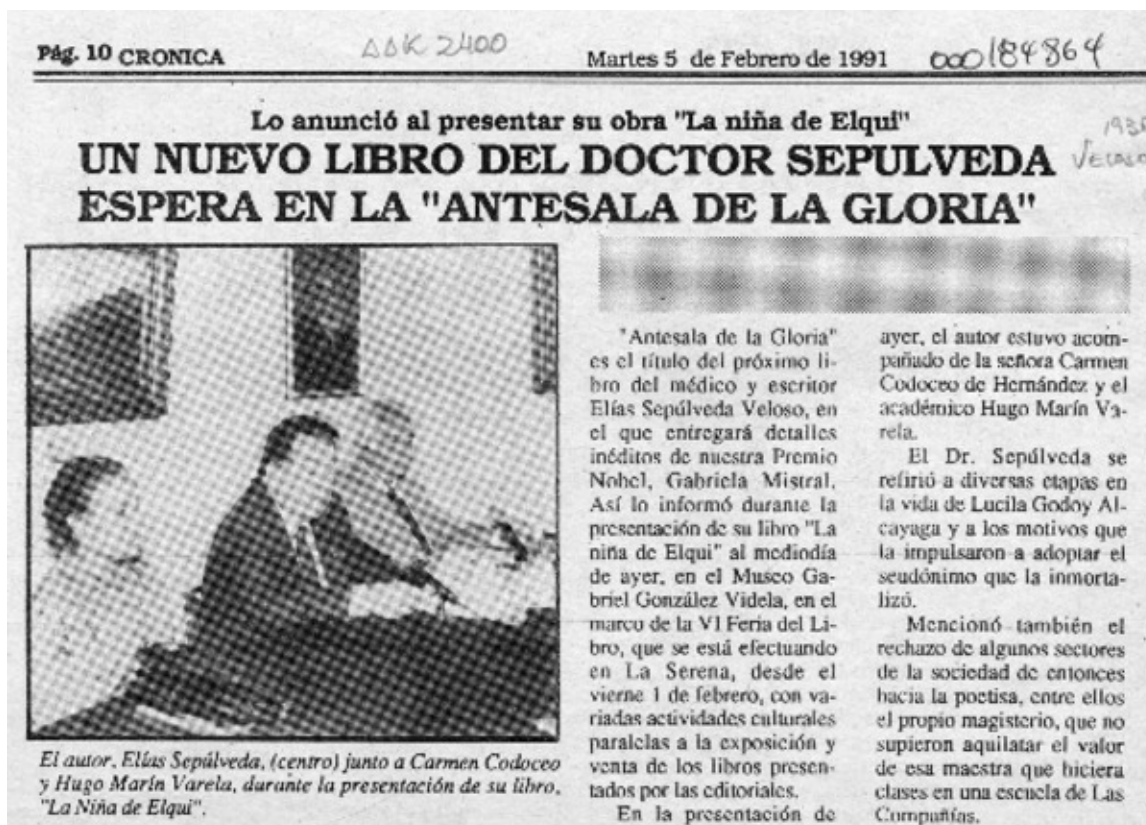 Pág. 10 CRONICA
ΔΔK 2400
Martes 5 de Febrero de 1991
000184864
Lo anunció al presentar su obra "La niña de Elqui"
UN NUEVO LIBRO DEL DOCTOR SEPULVEDA
ESPERA EN LA "ANTESALA DE LA GLORIA"
El autor, Elías Sepúlveda, (centro) junto a Carmen Codoceo
y Hugo Marín Varela, durante la presentación de su libro,
"La Niña de Elqui".
"Antesala de la Gloria"
es el título del próximo li-
bro del médico y escritor
Elías Sepúlveda Veloso, en
el que entregará detalles
inéditos de nuestra Premio
Nobel, Gabriela Mistral.
Así lo informó durante la
presentación de su libro "La
niña de Elqui" al mediodía
de ayer, en el Museo Ga-
briel González Videla, en el
marco de la VI Feria del Li-
bro, que se está efectuando
en La Serena, desde el
vierne 1 de febrero, con va-
riadas actividades culturales
paralelas a la exposición y
venta de los libros presen-
tados por las editoriales.
En la presentación de
ayer, el autor estuvo acom-
pañado de la señora Carmen
Codoceo de Hernández y el
académico Hugo Marín Va-
rela.
El Dr. Sepúlveda se
refirió a diversas etapas en
la vida de Lucila Godoy Al-
cayaga y a los motivos que
la impulsaron a adoptar el
seudónimo que la inmorta-
lizó.
Mencionó también el
rechazo de algunos sectores
de la sociedad de entonces
hacia la poetisa, entre ellos
el propio magisterio, que no
supieron aquilatar el valor
de esa maestra que hiciera
clases en una escuela de Las
Compañías.